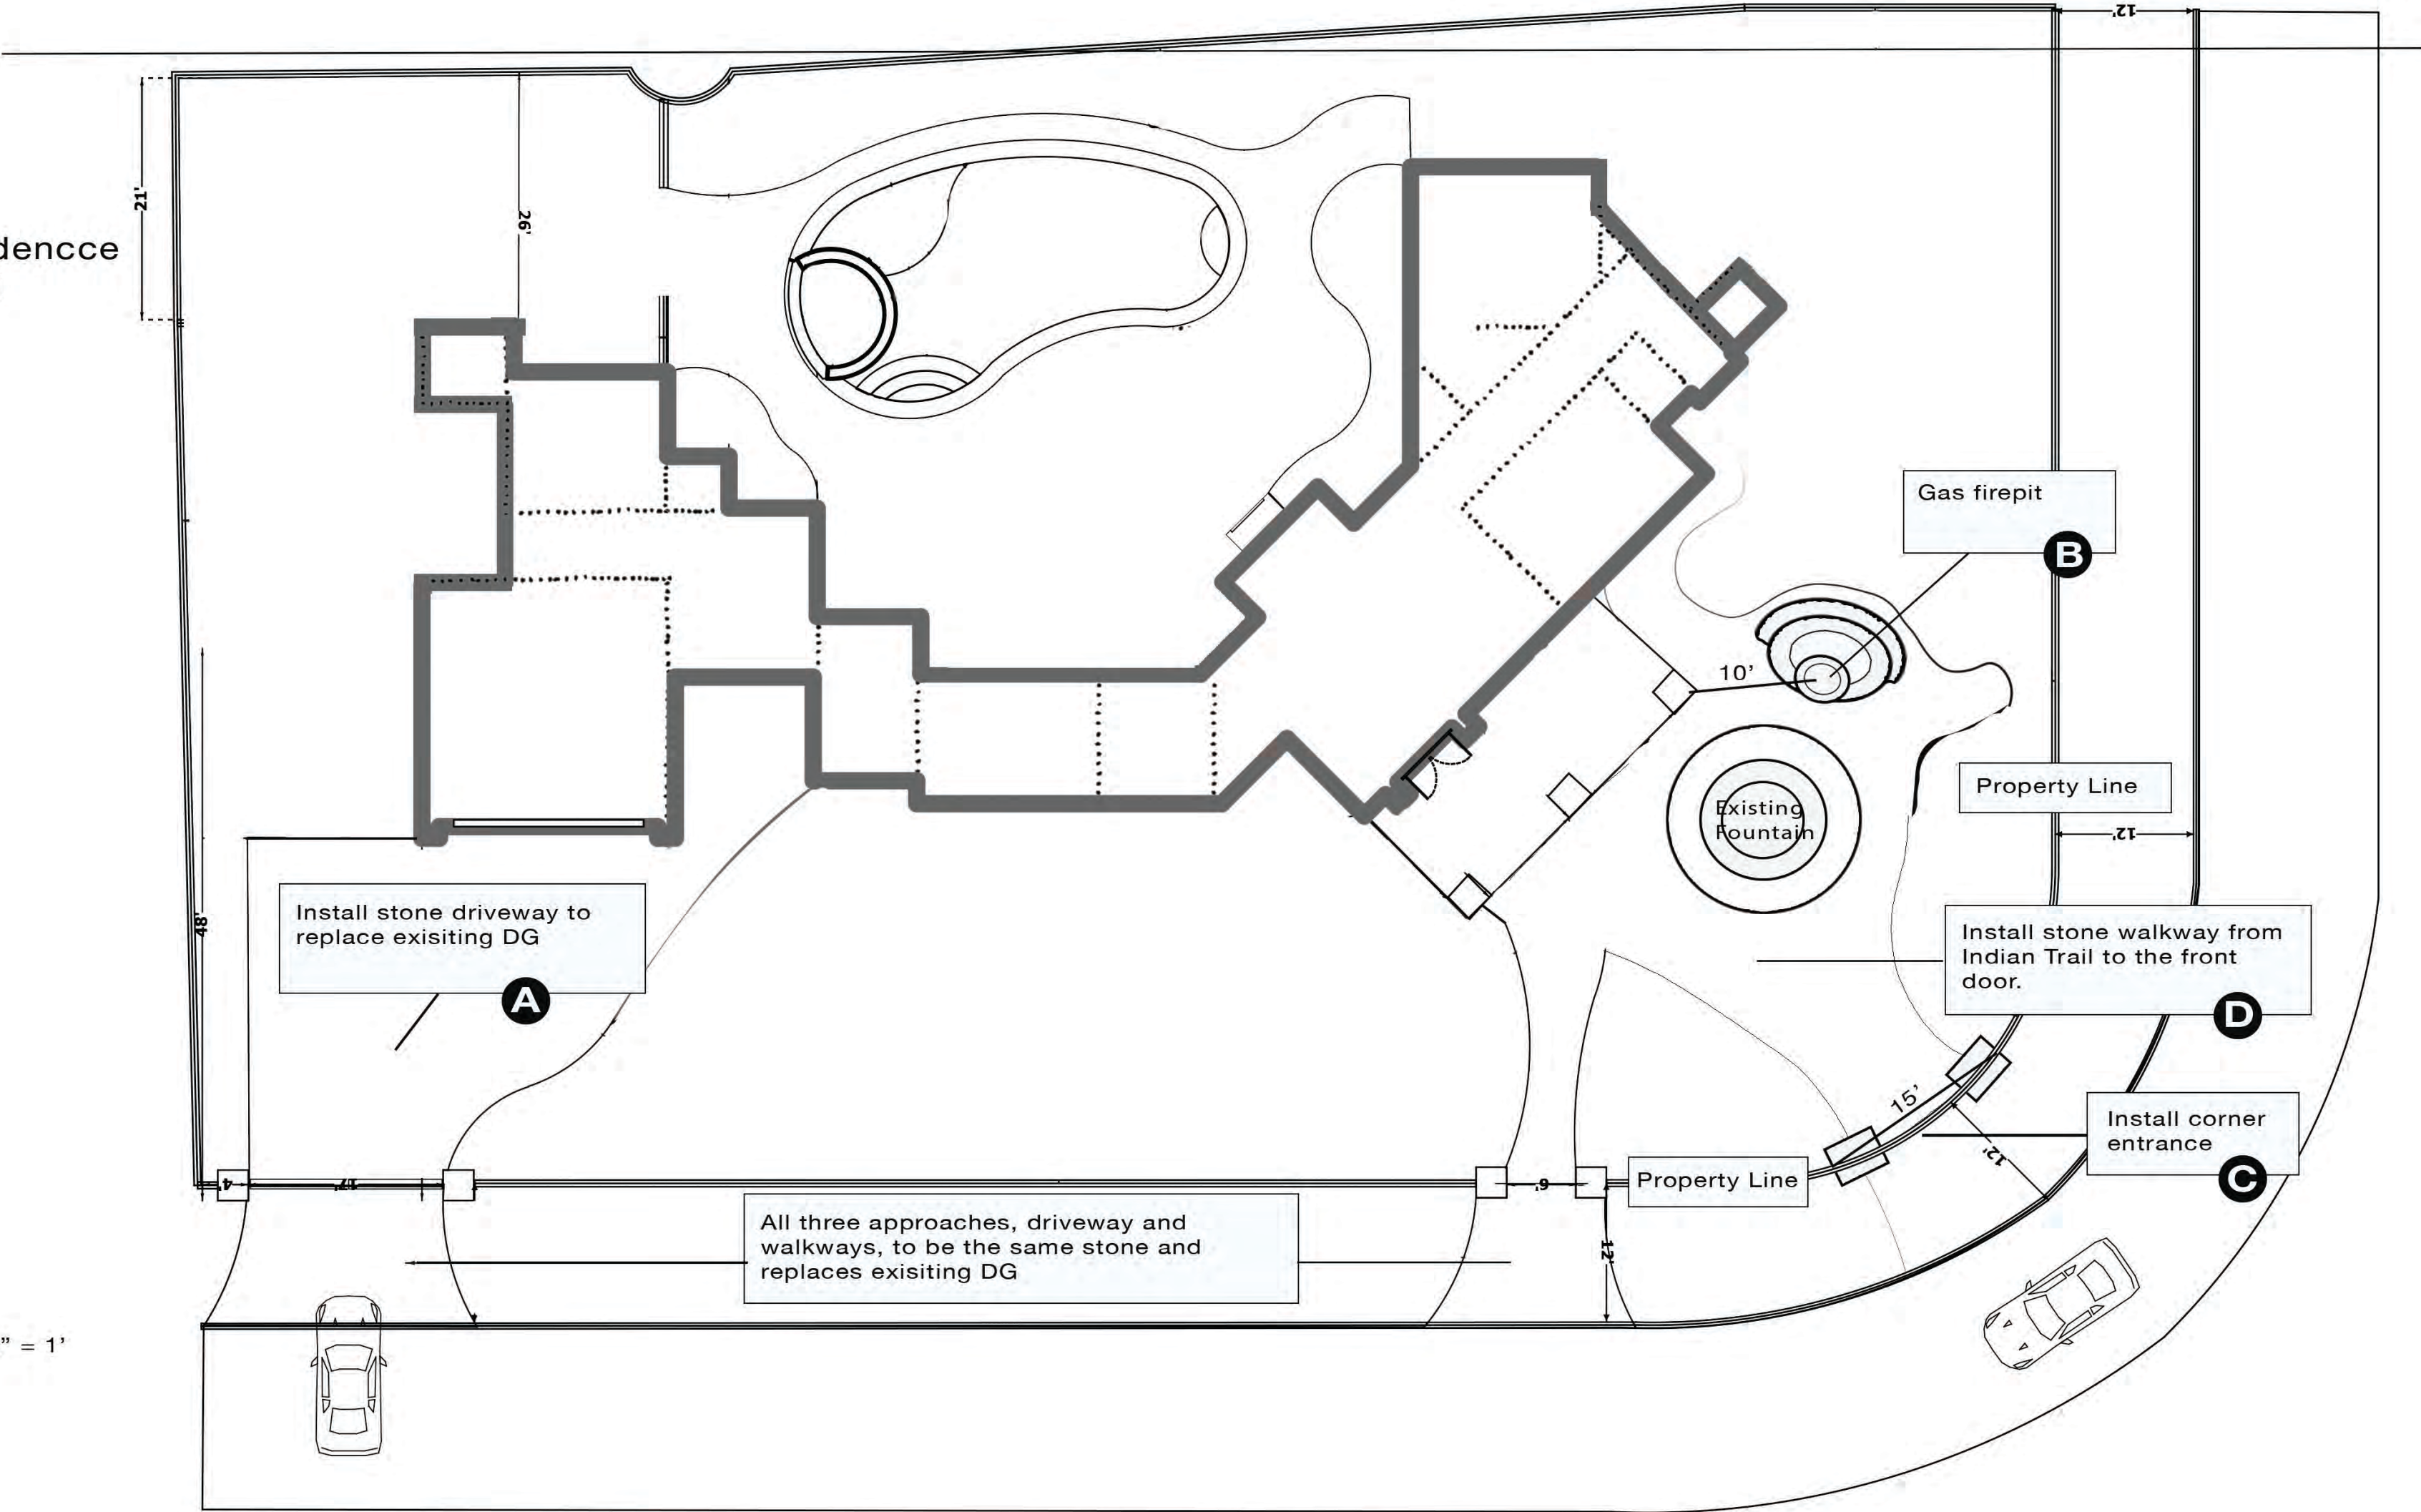 12'
21'
26'
dencce
Gas firepit
B
10'
Property Line
12'
Existing
Fountain
48'
Install stone driveway to
replace exisiting DG
A
Install stone walkway from
Indian Trail to the front
door.
D
15'
Install corner
entrance
C
12'
4'
17'
6'
Property Line
All three approaches, driveway and
walkways, to be the same stone and
replaces exisiting DG
12'
” = 1’